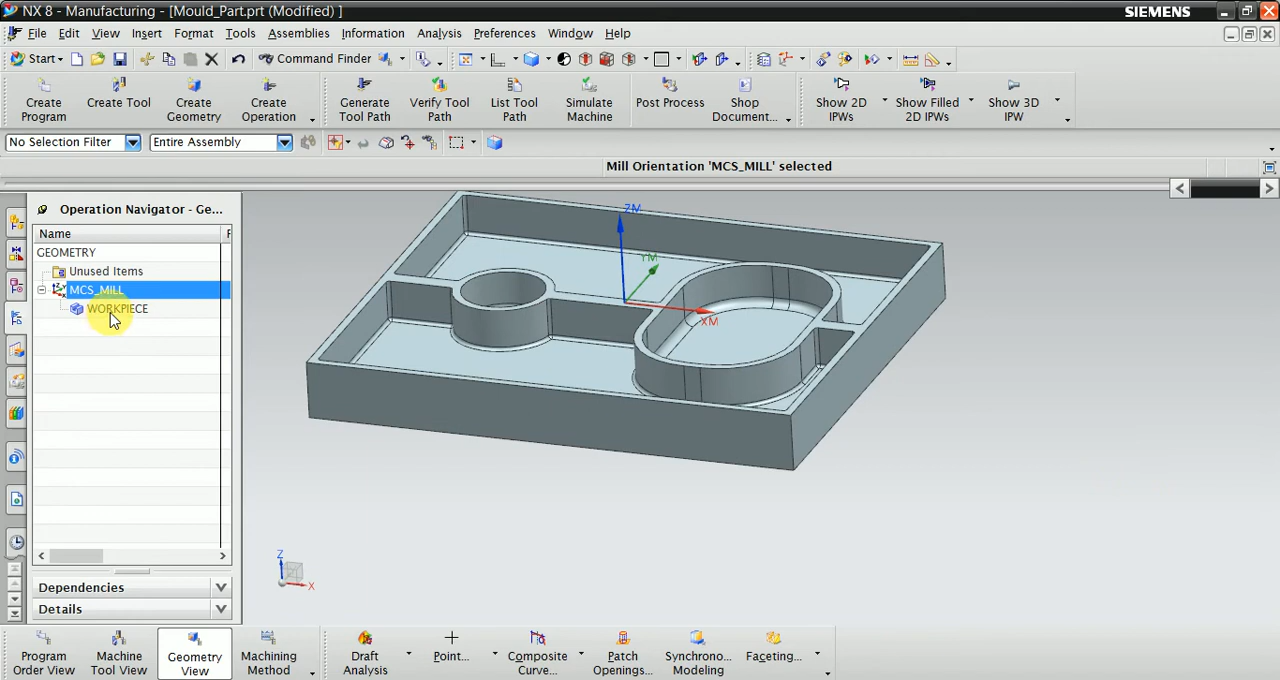 NX 8 - Manufacturing - [Mould_Part.prt (Modified) ]
SIEMENS
File Edit View Insert Format Tools Assemblies Information Analysis Preferences Window Help
Start Command Finder
Create Program
Create Tool
Create Geometry
Create Operation
Generate Tool Path
Verify Tool Path
List Tool Path
Simulate Machine
Post Process
Shop Document...
Show 2D IPWs
Show Filled 2D IPWs
Show 3D IPW
No Selection Filter
Entire Assembly
Mill Orientation 'MCS_MILL' selected
Operation Navigator - Ge...
Name
GEOMETRY
Unused Items
MCS_MILL
WORKPIECE
ZM
YM
XM
Z
X
Dependencies
Details
Program Order View
Machine Tool View
Geometry View
Machining Method
Draft Analysis
Point...
Composite Curve...
Patch Openings...
Synchrono... Modeling
Faceting...